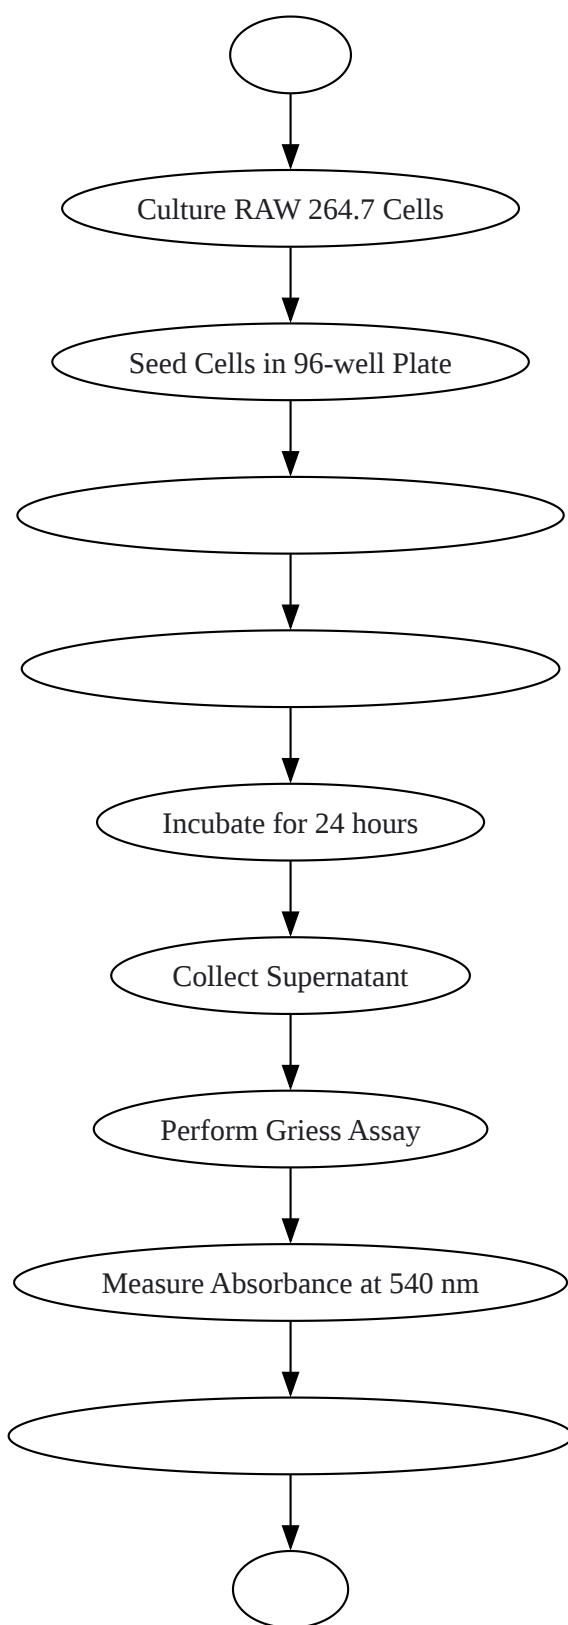 Culture RAW 264.7 Cells
Seed Cells in 96-well Plate
Incubate for 24 hours
Collect Supernatant
Perform Griess Assay
Measure Absorbance at 540 nm